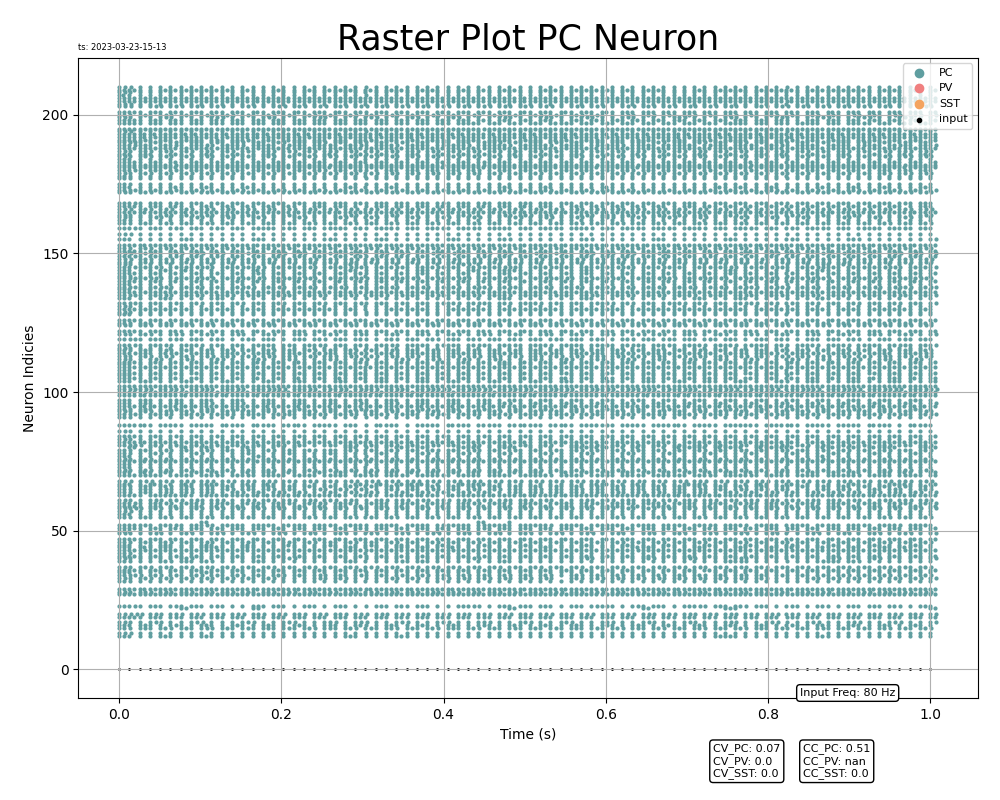 Raster Plot PC Neuron
ts: 2023-03-23-15-13
PC
PV
SST
input
200
150
100
50
0
Neuron Indicies
0.0 0.2 0.4 0.6 0.8 1.0
Time (s)
Input Freq: 80 Hz
CV_PC: 0.07
CV_PV: 0.0
CV_SST: 0.0
CC_PC: 0.51
CC_PV: nan
CC_SST: 0.0